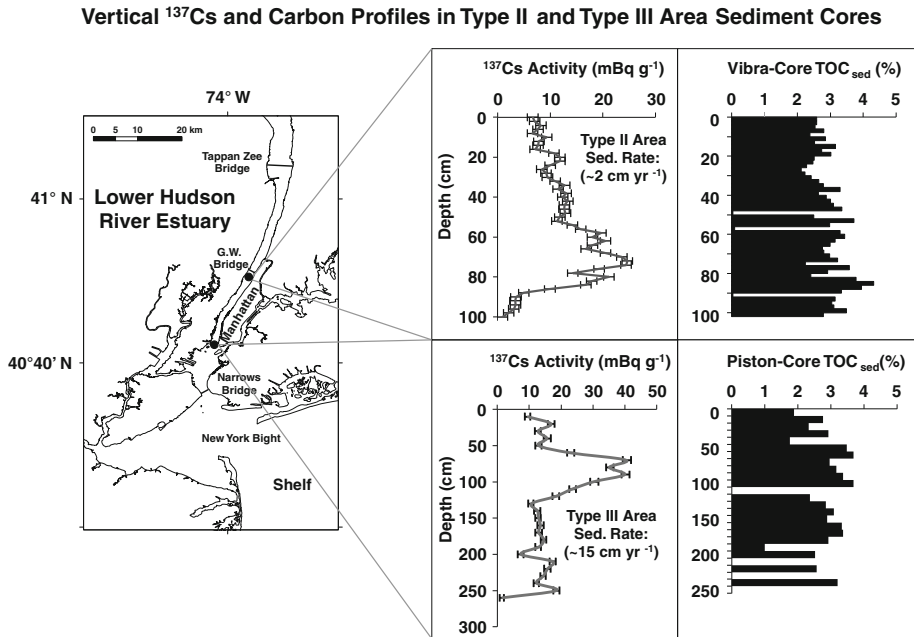 Vertical ¹³⁷Cs and Carbon Profiles in Type II and Type III Area Sediment Cores
74° W
0 5 10 20 km
Tappan Zee
Bridge
41° N
Lower Hudson
River Estuary
G.W.
Bridge
Manhattan
40°40′ N
Narrows
Bridge
New York Bight
Shelf
¹³⁷Cs Activity (mBq g⁻¹)
0 10 20 30
Depth (cm)
0
20
40
60
80
100
Type II Area
Sed. Rate:
(~2 cm yr ⁻¹)
Vibra-Core TOC sed (%)
0 1 2 3 4 5
0
20
40
60
80
100
¹³⁷Cs Activity (mBq g⁻¹)
0 10 20 30 40 50
Depth (cm)
0
50
100
150
200
250
300
Type III Area
Sed. Rate:
(~15 cm yr ⁻¹)
Piston-Core TOC sed(%)
0 1 2 3 4 5
0
50
100
150
200
250